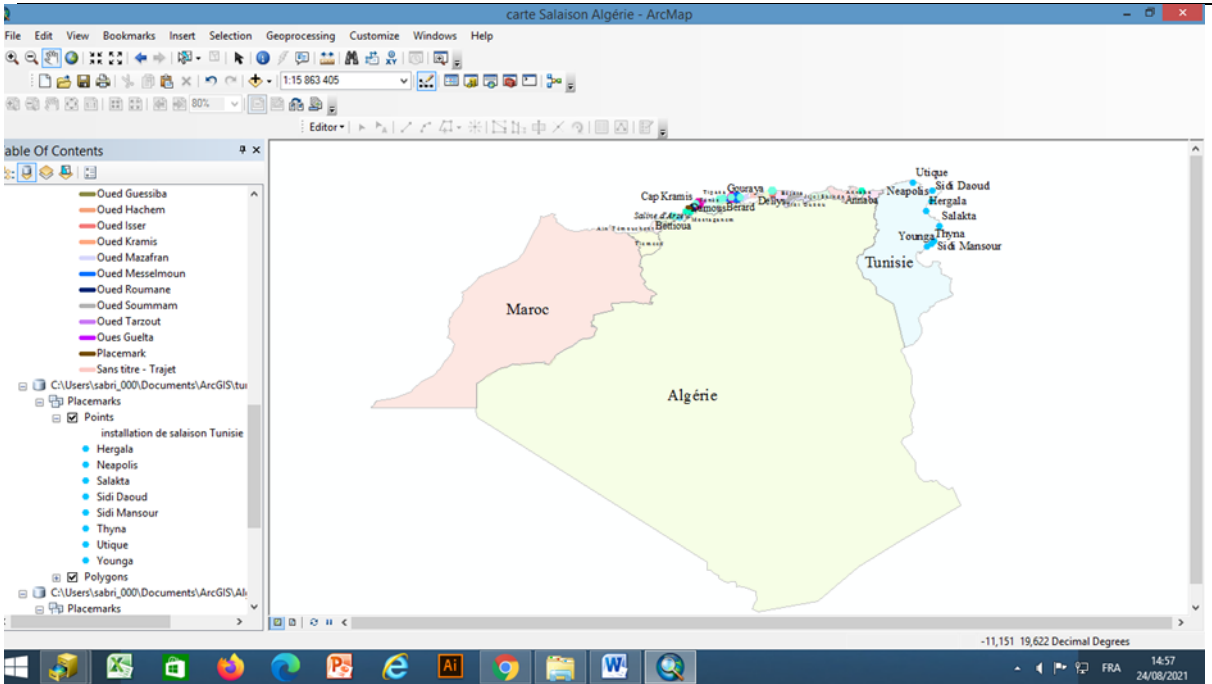 carte Salaison Algérie - ArcMap
File Edit View Bookmarks Insert Selection Geoprocessing Customize Windows Help
1:15 863 405
80%
Editor
able Of Contents
Oued Guessiba
Oued Hachem
Oued Isser
Oued Kramis
Oued Mazafran
Oued Messelmoun
Oued Roumane
Oued Soummam
Oued Tarzout
Oues Guelta
Placemark
Sans titre - Trajet
C:\Users\sabri_000\Documents\ArcGIS\tu
Placemarks
Points
installation de salaison Tunisie
Hergala
Neapolis
Salakta
Sidi Daoud
Sidi Mansour
Thyna
Utique
Younga
Polygons
C:\Users\sabri_000\Documents\ArcGIS\Al
Placemarks
Utique
Neapolis Sidi Daoud
Hergala
Salakta
Younga Thyna
Sidi Mansour
Tunisie
Cap Kramis
Gouraya
Berard
Dellys
Annaba
Bettioua
Maroc
Algérie
-11,151 19,622 Decimal Degrees
FRA
14:57
24/08/2021